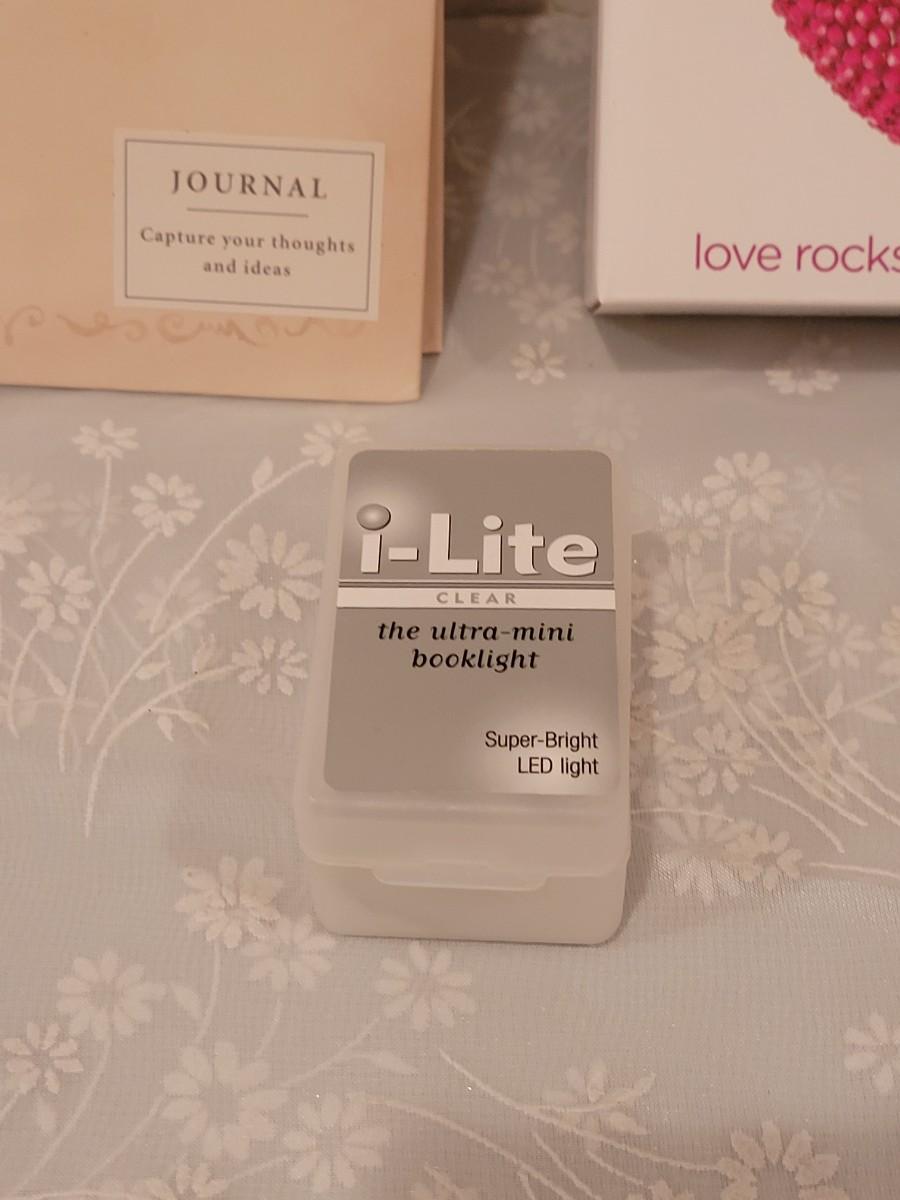 JOURNAL
Capture your thoughts
and ideas
love rocks
i-Lite
CLEAR
the ultra-mini
booklight
Super-Bright
LED light